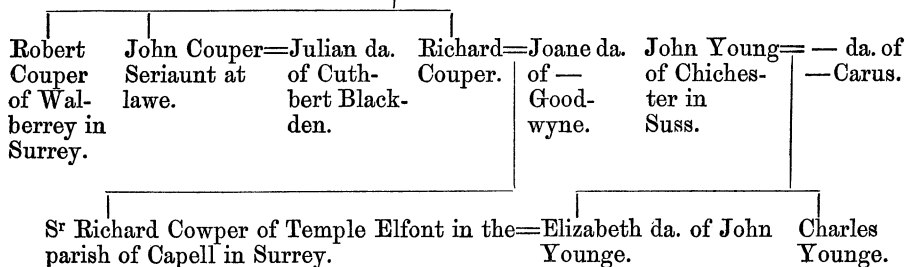 Robert
Couper
of Wal-
berrey in
Surrey.
John Couper=Julian da.
Seriaunt at
lawe.
of Cuth-
bert Black-
den.
Richard=Joane da.
Couper.
of —
Good-
wyne.
John Young= — da. of
of Chiches-
ter in
Suss.
—Carus.
Sr Richard Cowper of Temple Elfont in the=Elizabeth da. of John
parish of Capell in Surrey.
Younge.
Charles
Younge.